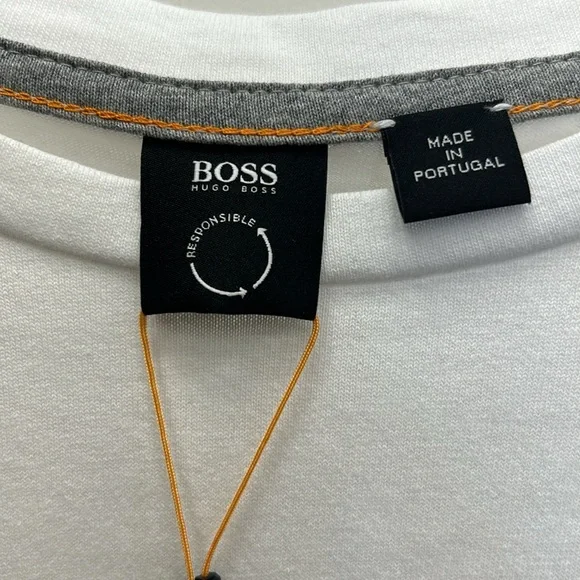 BOSS
HUGO BOSS
RESPONSIBLE
MADE
IN
PORTUGAL